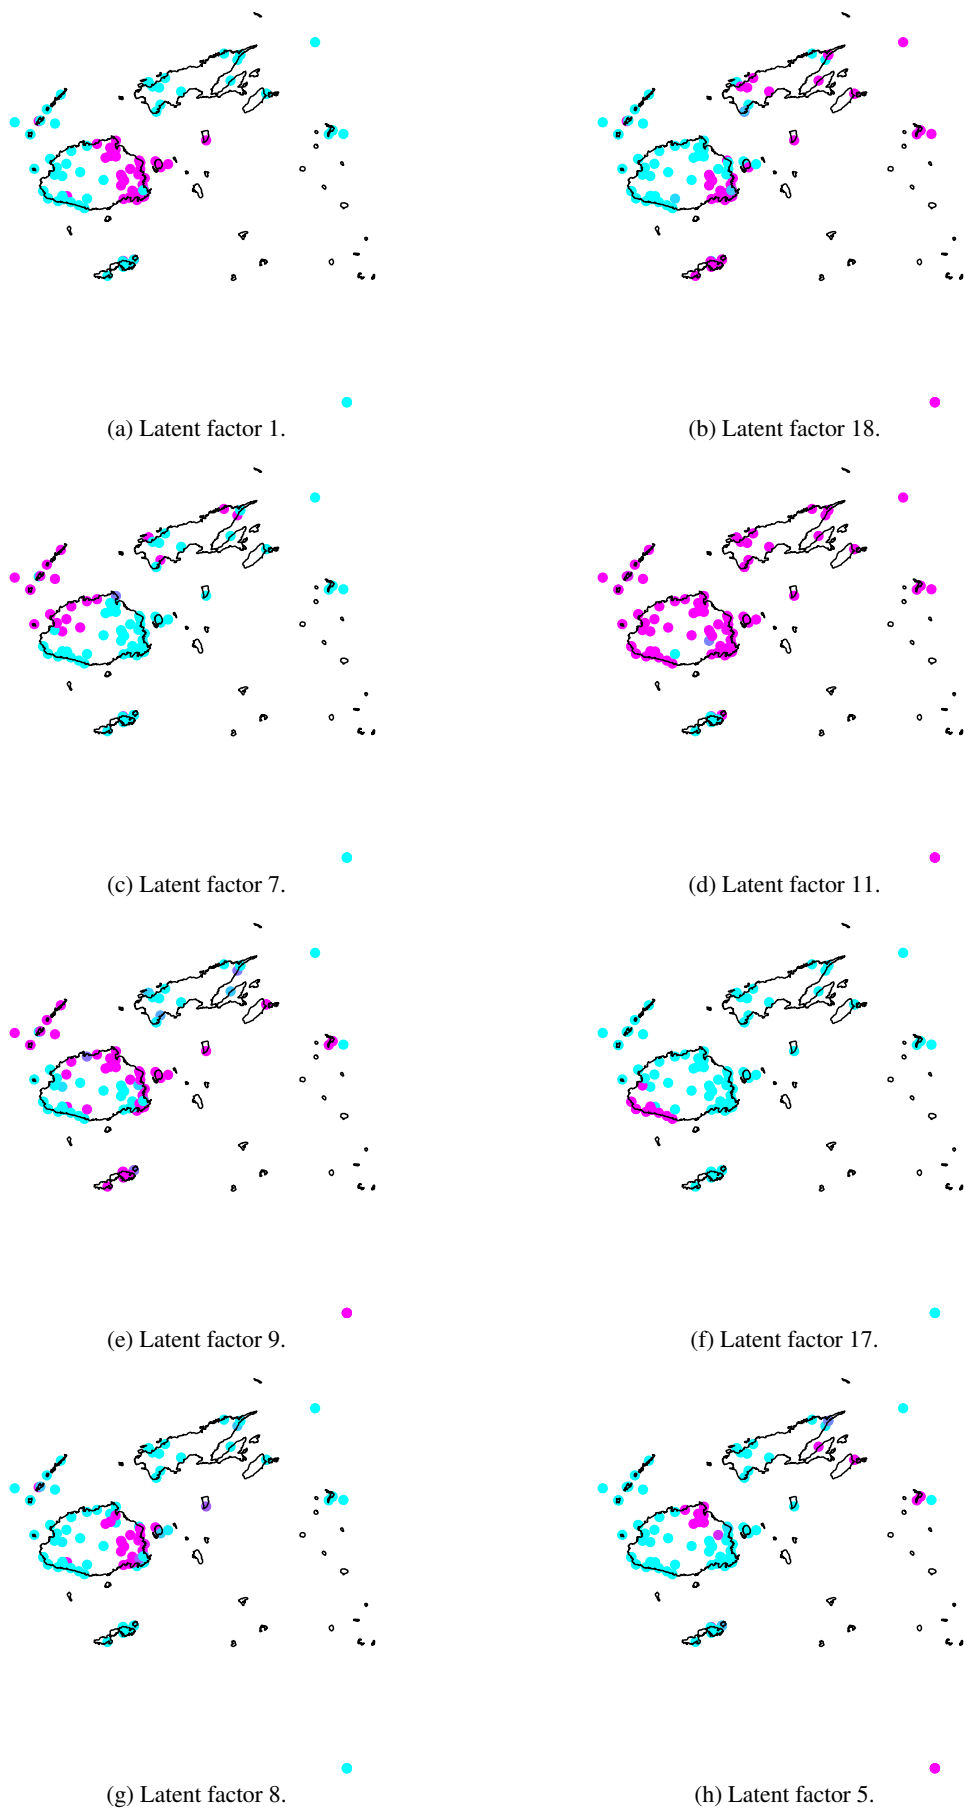 (a) Latent factor 1.
(b) Latent factor 18.
(c) Latent factor 7.
(d) Latent factor 11.
(e) Latent factor 9.
(f) Latent factor 17.
(g) Latent factor 8.
(h) Latent factor 5.